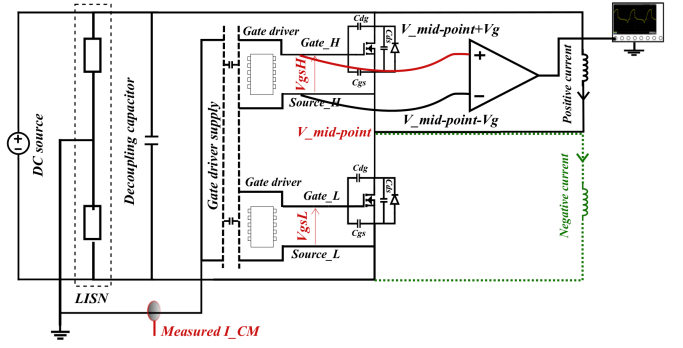 Gate driver
Gate_H
Cdg
Cds
Cgs
V_mid-point+Vg
+
−
VgsH
Source_H
V_mid-point-Vg
V_mid-point
Positive current
DC source
Decoupling capacitor
Gate driver supply
Gate driver
Gate_L
Cdg
Cds
Cgs
VgsL
Source_L
Negative current
LISN
Measured I_CM